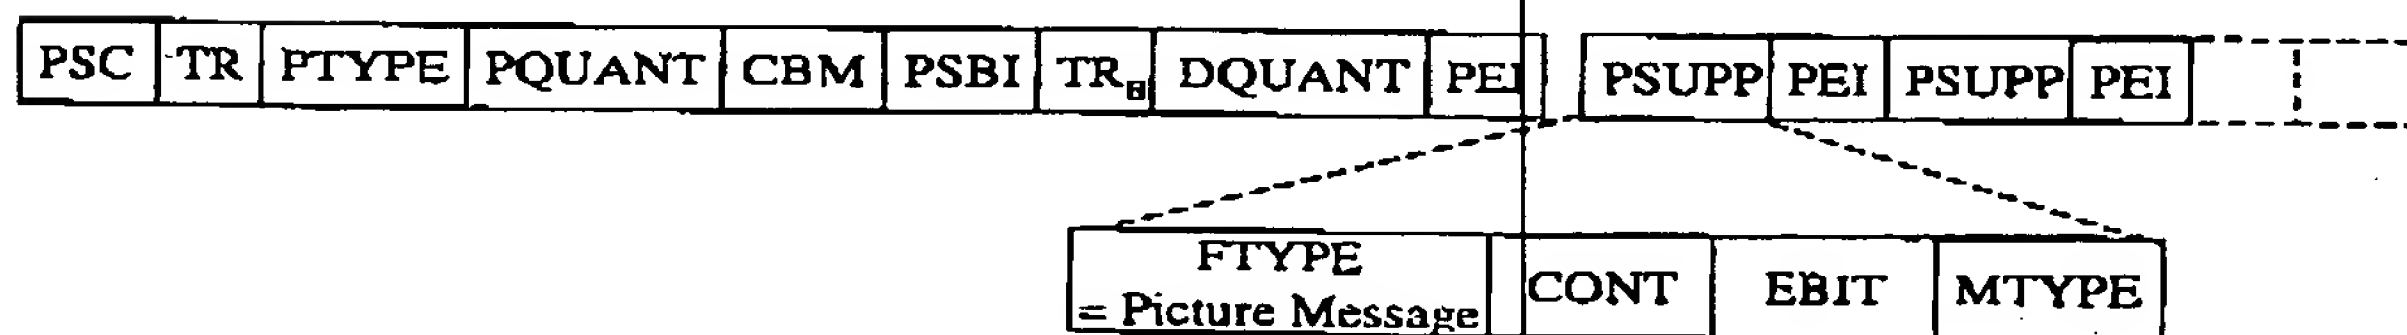 PSC TR PTYPE PQUANT CBM PSBI TRB DQUANT PEI PSUPP PEI PSUPP PEI
FTYPE
= Picture Message CONT EBIT MTYPE